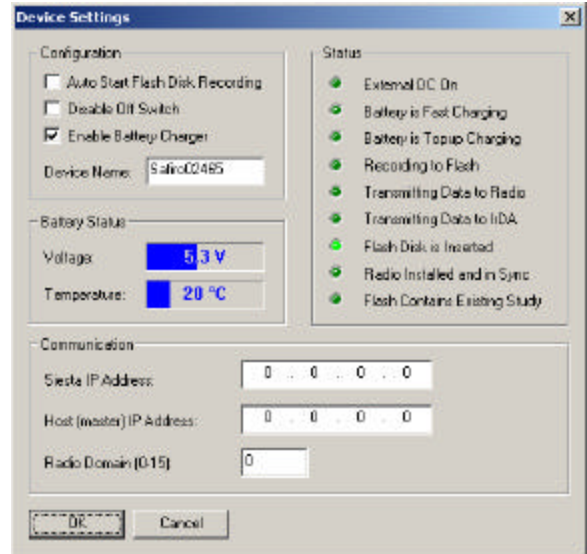 Device Settings
Configuration
Auto Start Flash Disk Recording
Disable Off Switch
Enable Battery Charger
Device Name: Safiro02465
Battery Status
Voltage: 5.3 V
Temperature: 20 °C
Status
External DC On
Battery is Fast Charging
Battery is Topup Charging
Recording to Flash
Transmitting Data to Radio
Transmitting Data to IrDA
Flash Disk is Inserted
Radio Installed and in Sync
Flash Contains Existing Study
Communication
Siesta IP Address: 0 . 0 . 0 . 0
Host (master) IP Address: 0 . 0 . 0 . 0
Radio Domain (0-15) 0
OK Cancel